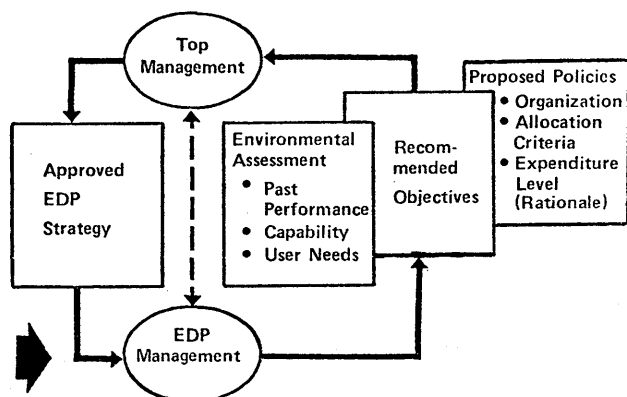 Top
Management
Approved
EDP
Strategy
Environmental
Assessment
• Past
Performance
• Capability
• User Needs
Recom-
mended
Objectives
Proposed Policies
• Organization
• Allocation
Criteria
• Expenditure
Level
(Rationale)
EDP
Management